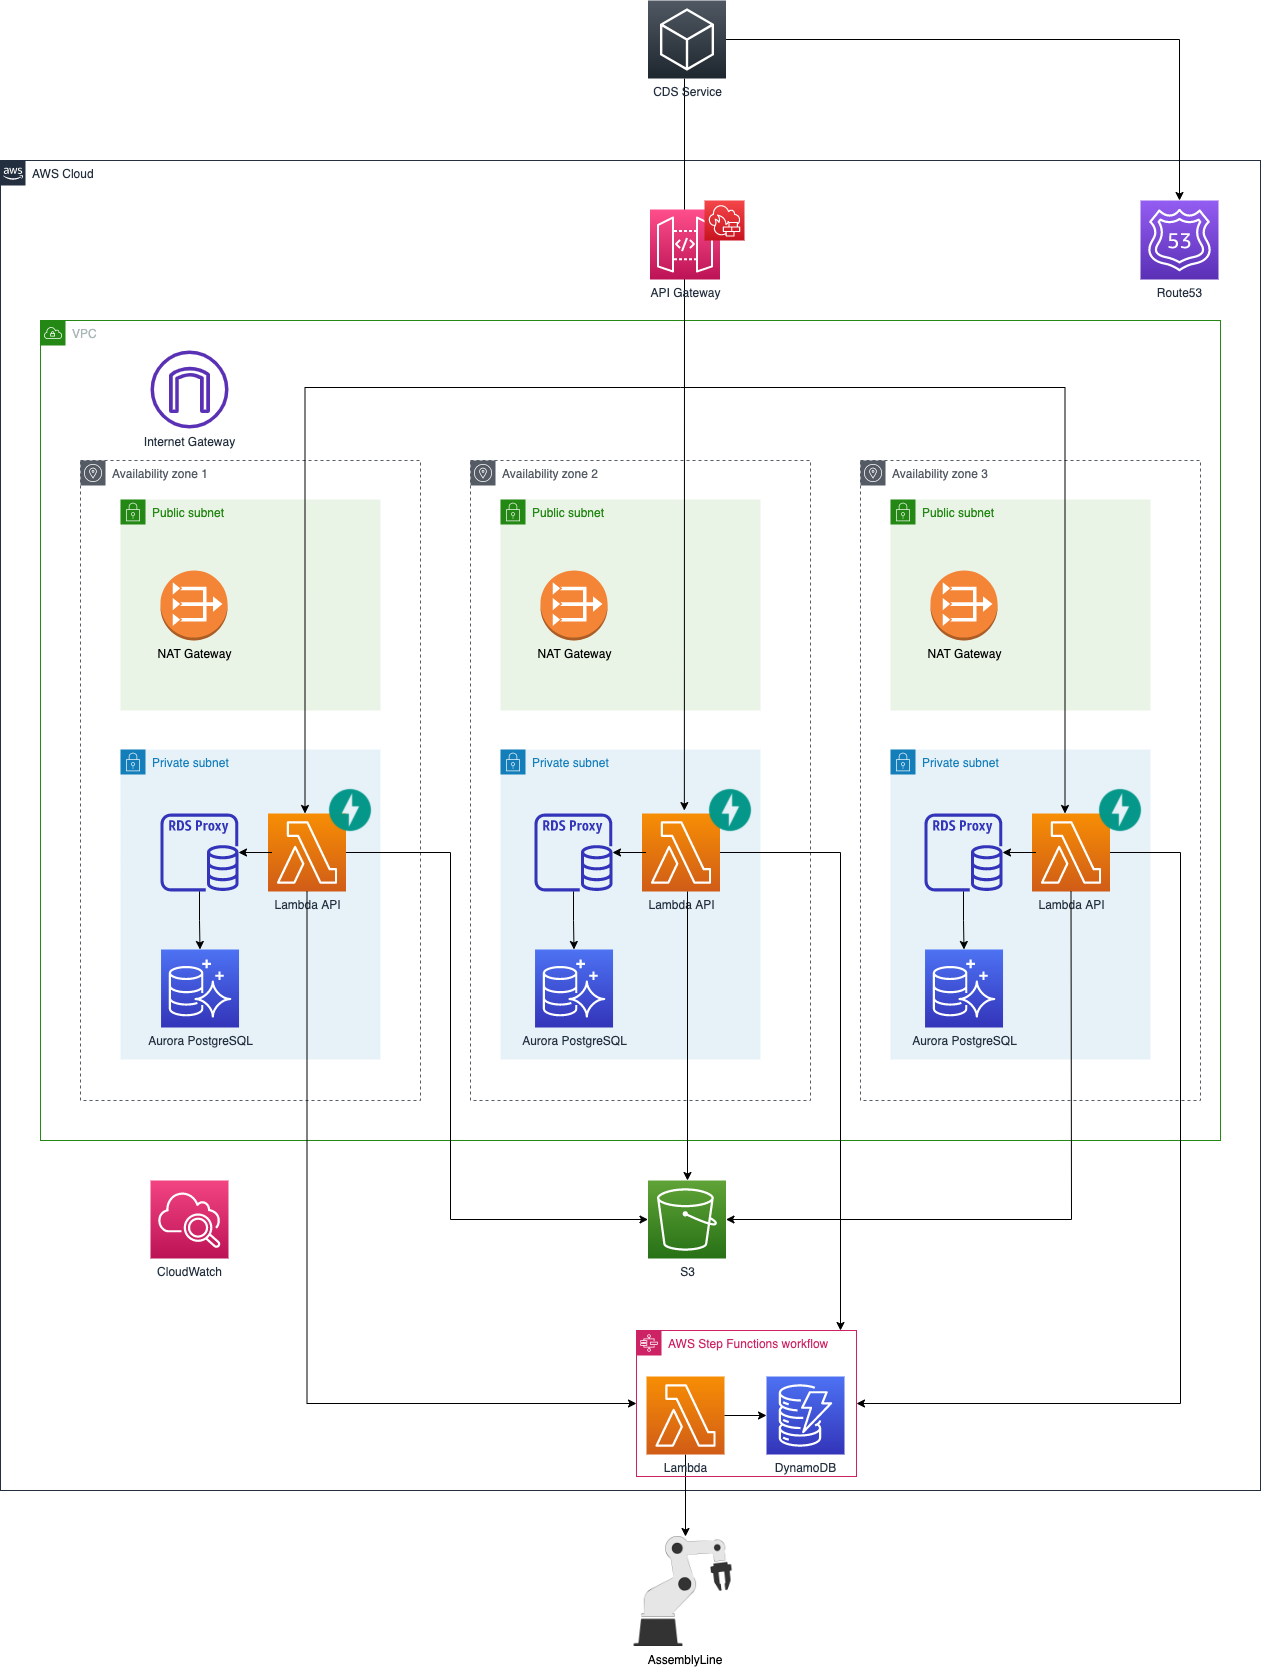 CDS Service
aws
AWS Cloud
53
API Gateway
Route53
VPC
Internet Gateway
Availability zone 1
Availability zone 2
Availability zone 3
Public subnet
Public subnet
Public subnet
NAT Gateway
NAT Gateway
NAT Gateway
Private subnet
Private subnet
Private subnet
RDS Proxy
RDS Proxy
RDS Proxy
Lambda API
Lambda API
Lambda API
Aurora PostgreSQL
Aurora PostgreSQL
Aurora PostgreSQL
CloudWatch
S3
AWS Step Functions workflow
Lambda
DynamoDB
AssemblyLine